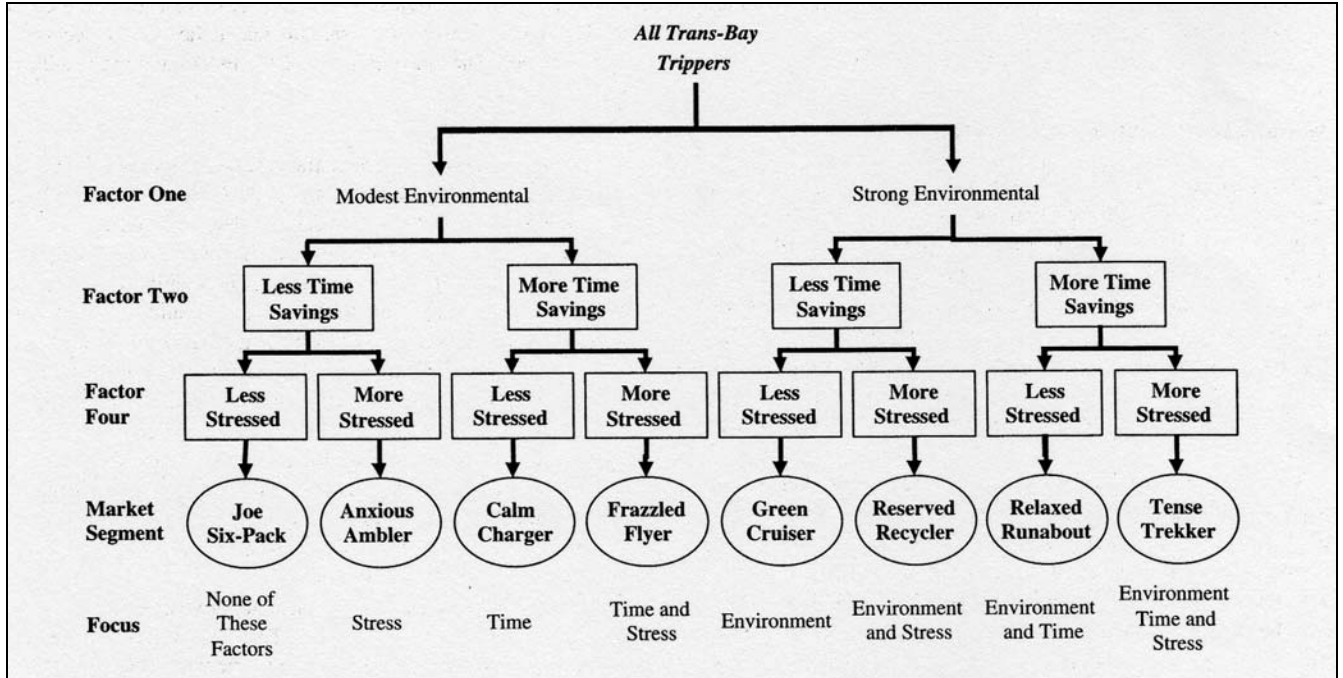 All Trans-Bay
Trippers
Factor One
Modest Environmental
Strong Environmental
Factor Two
Less Time
Savings
More Time
Savings
Less Time
Savings
More Time
Savings
Factor
Four
Less
Stressed
More
Stressed
Less
Stressed
More
Stressed
Less
Stressed
More
Stressed
Less
Stressed
More
Stressed
Market
Segment
Joe
Six-Pack
Anxious
Ambler
Calm
Charger
Frazzled
Flyer
Green
Cruiser
Reserved
Recycler
Relaxed
Runabout
Tense
Trekker
Focus
None of
These
Factors
Stress
Time
Time and
Stress
Environment
Environment
and Stress
Environment
and Time
Environment
Time and
Stress